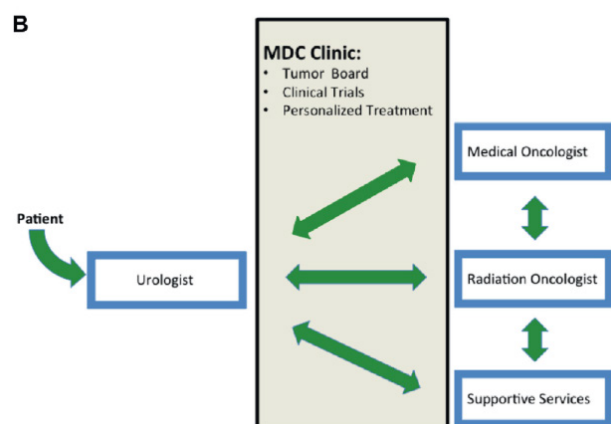 B
MDC Clinic:
• Tumor Board
• Clinical Trials
• Personalized Treatment
Medical Oncologist
Patient
Urologist
Radiation Oncologist
Supportive Services